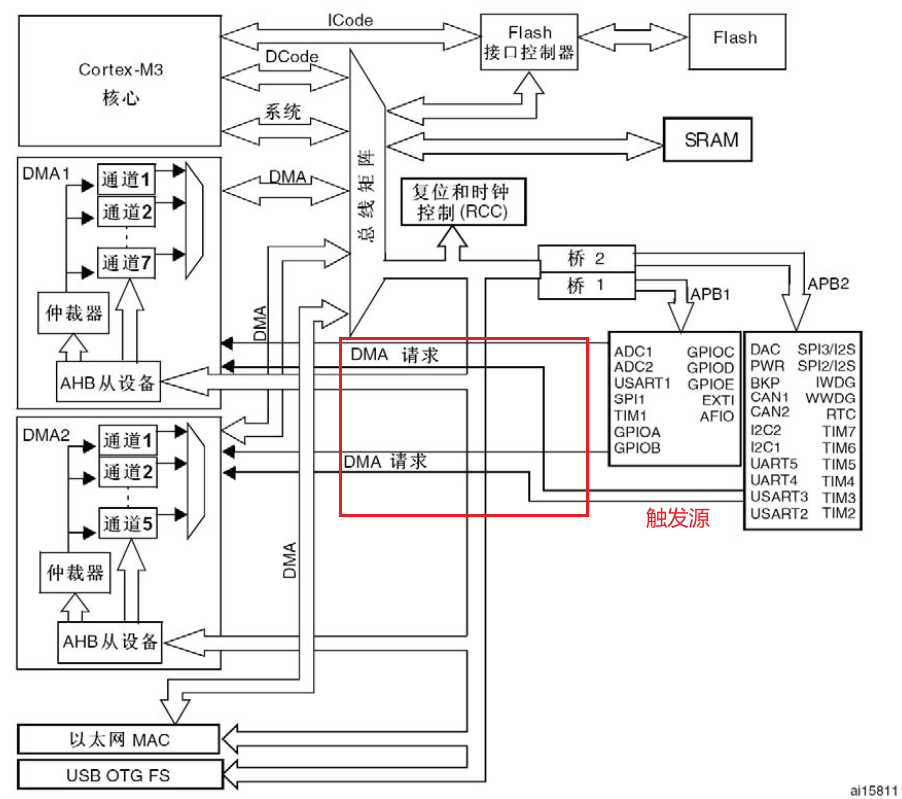 ICode
Cortex-M3
核心
DCode
系统
Flash
接口控制器
Flash
SRAM
DMA1
通道1
通道2
通道7
仲裁器
AHB从设备
DMA
总线矩阵
复位和时钟
控制(RCC)
桥 2
桥 1
APB1
APB2
DMA
DMA 请求
ADC1 GPIOC
ADC2 GPIOD
USART1 GPIOE
SPI1 EXTI
TIM1 AFIO
GPIOA
GPIOB
DAC SPI3/I2S
PWR SPI2/I2S
BKP IWDG
CAN1 WWDG
CAN2 RTC
I2C2 TIM7
I2C1 TIM6
UART5 TIM5
UART4 TIM4
USART3 TIM3
USART2 TIM2
DMA2
通道1
通道2
通道5
仲裁器
AHB从设备
DMA 请求
触发源
DMA
以太网 MAC
USB OTG FS
ai15811